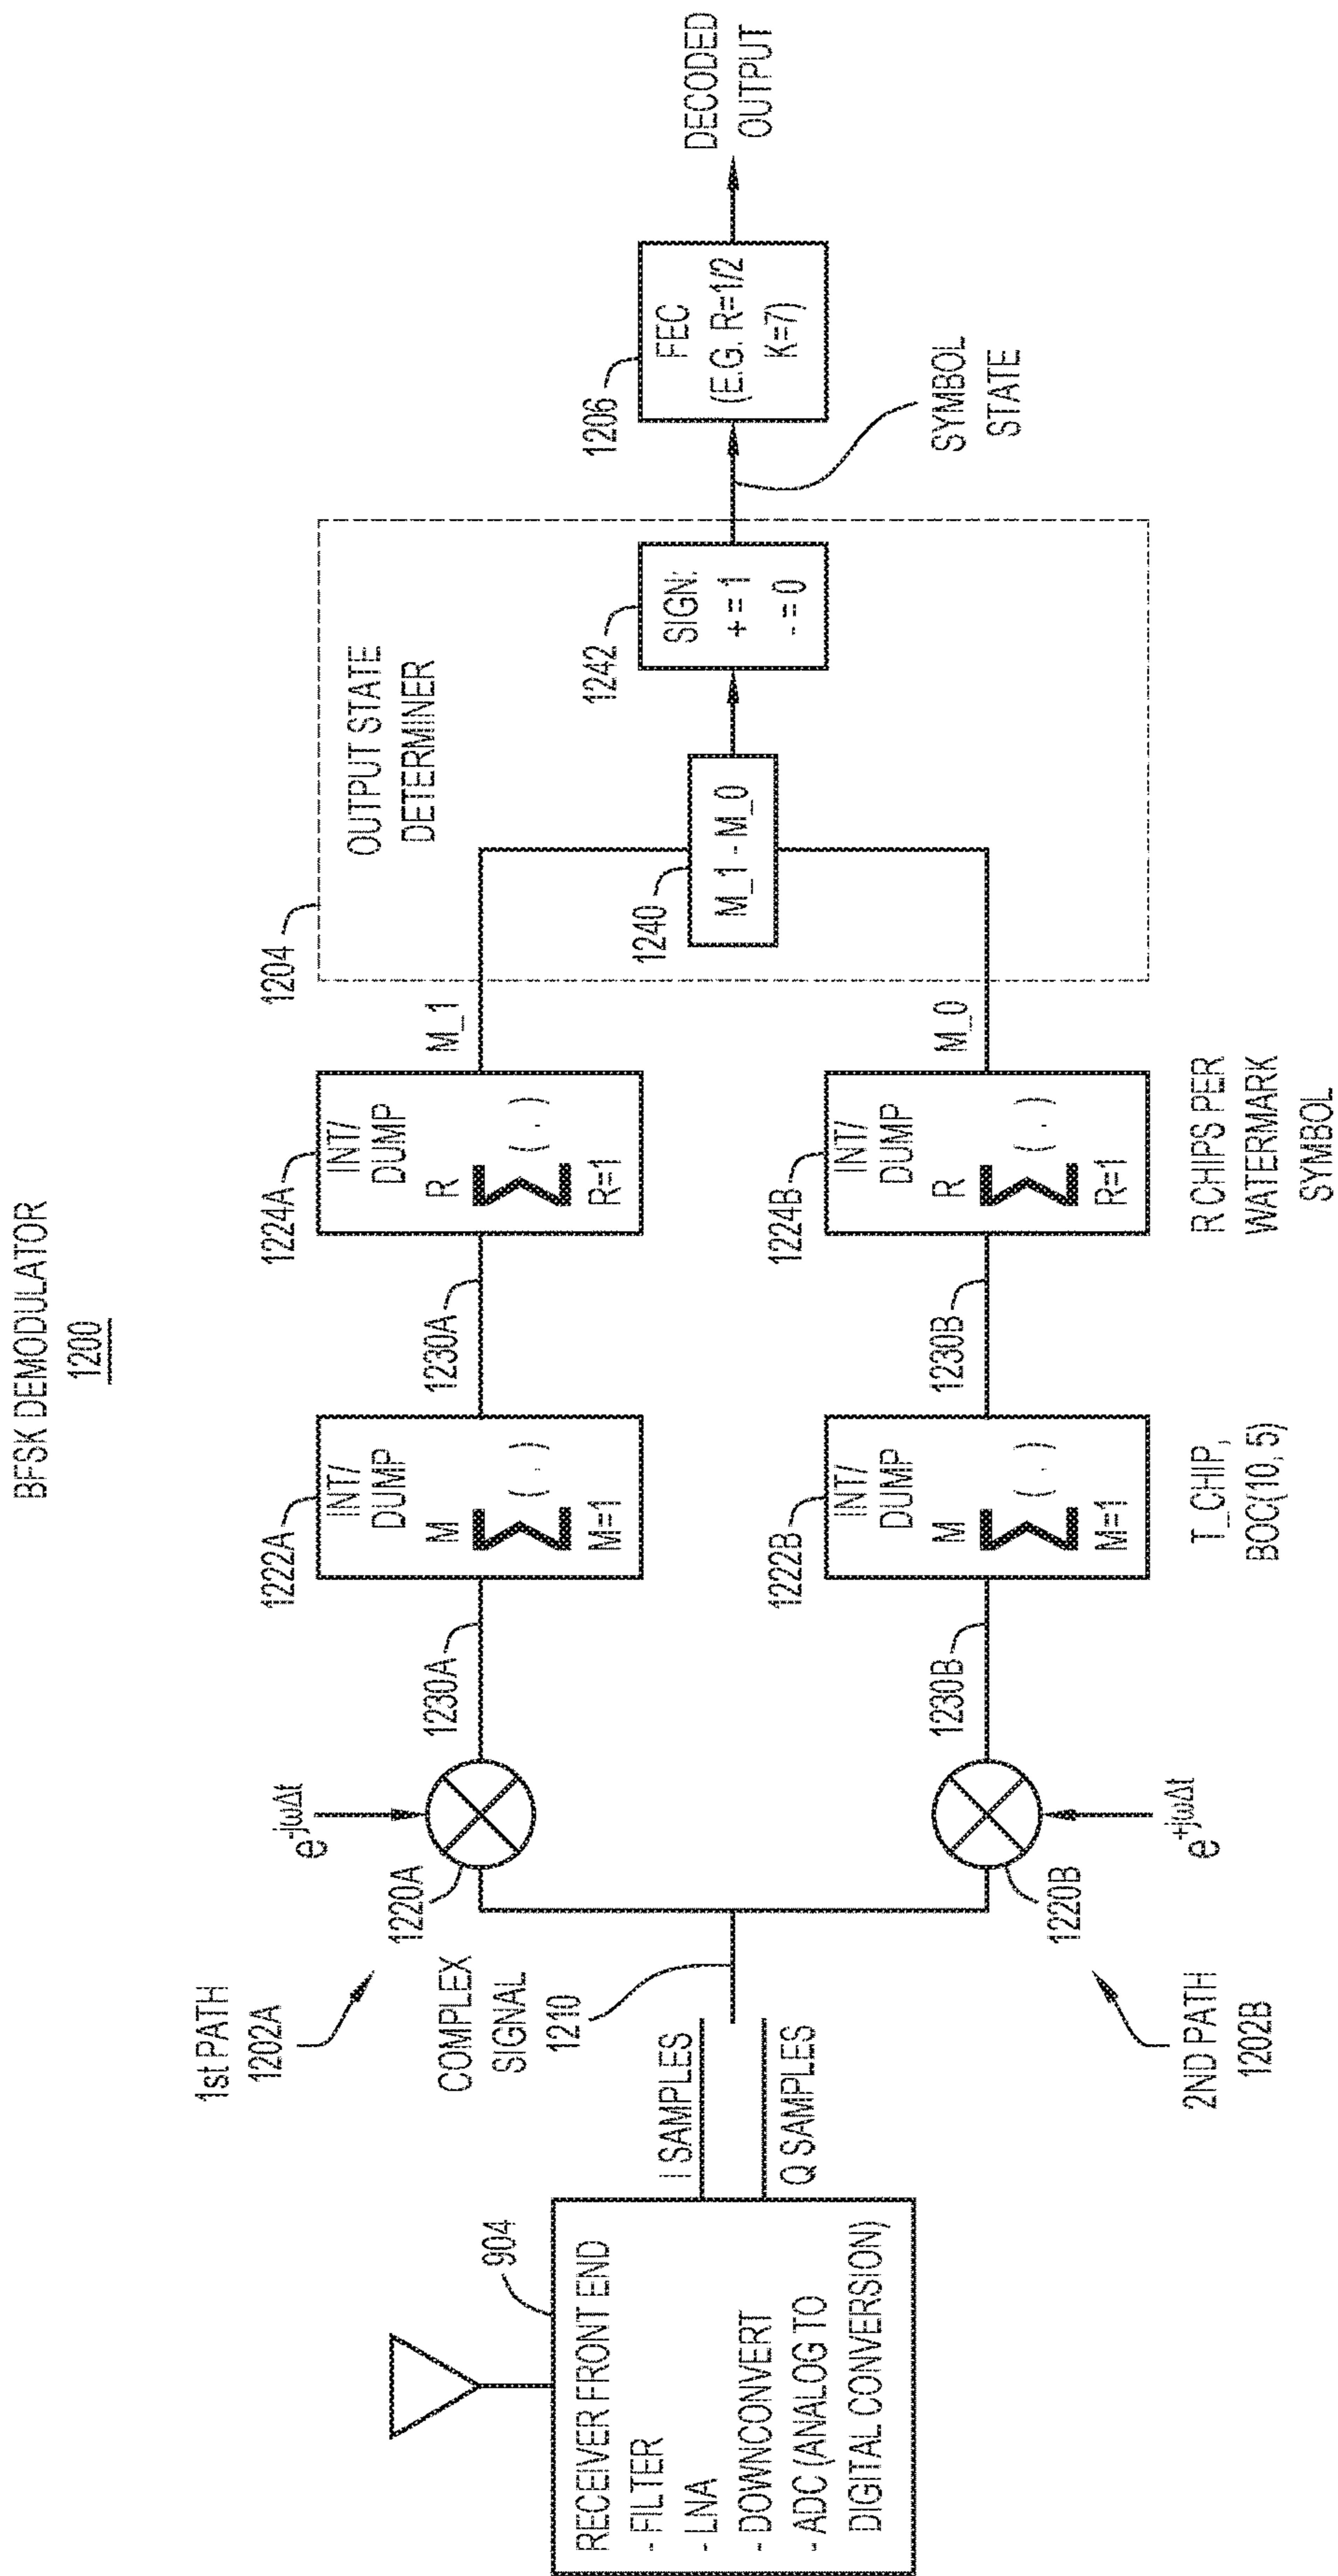 BFSK DEMODULATOR
1200
1st PATH
1202A
904
RECEIVER FRONT END
- FILTER
- LNA
- DOWNCONVERT
- ADC (ANALOG TO
DIGITAL CONVERSION)
I SAMPLES
Q SAMPLES
COMPLEX
SIGNAL
1210
2ND PATH
1202B
e-jωΔt
1220A
1230A
1222A
INT/
DUMP
M
∑ ( . )
M=1
1230A
1224A
INT/
DUMP
R
∑ ( . )
R=1
M_1
e+jωΔt
1220B
1230B
1222B
INT/
DUMP
M
∑ ( . )
M=1
T_CHIP,
BOC(10, 5)
1230B
1224B
INT/
DUMP
R
∑ ( . )
R=1
M_0
R CHIPS PER
WATERMARK
SYMBOL
1204
OUTPUT STATE
DETERMINER
1240
M_1 - M_0
1242
SIGN:
+ = 1
- = 0
SYMBOL
STATE
1206
FEC
(E.G. R=1/2
K=7)
DECODED
OUTPUT